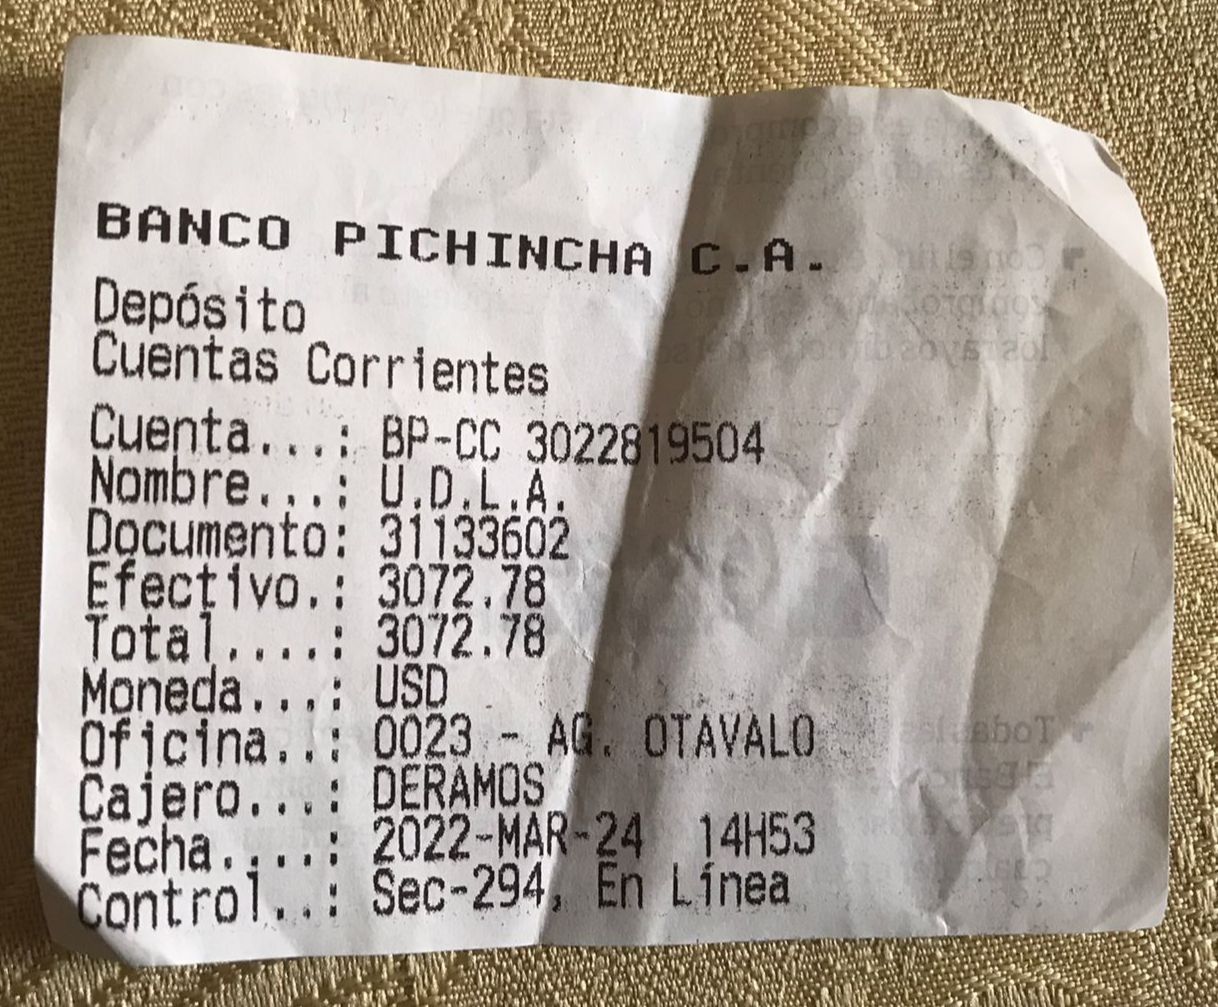 BANCO PICHINCHA C.A.
Depósito
Cuentas Corrientes
Cuenta...: BP-CC 3022819504
Nombre...: U.D.L.A.
Documento: 31133602
Efectivo.: 3072.78
Total....: 3072.78
Moneda...: USD
Oficina..: 0023 - AG. OTAVALO
Cajero...: DERAMOS
Fecha....: 2022-MAR-24 14H53
Control..: Sec-294, En Línea